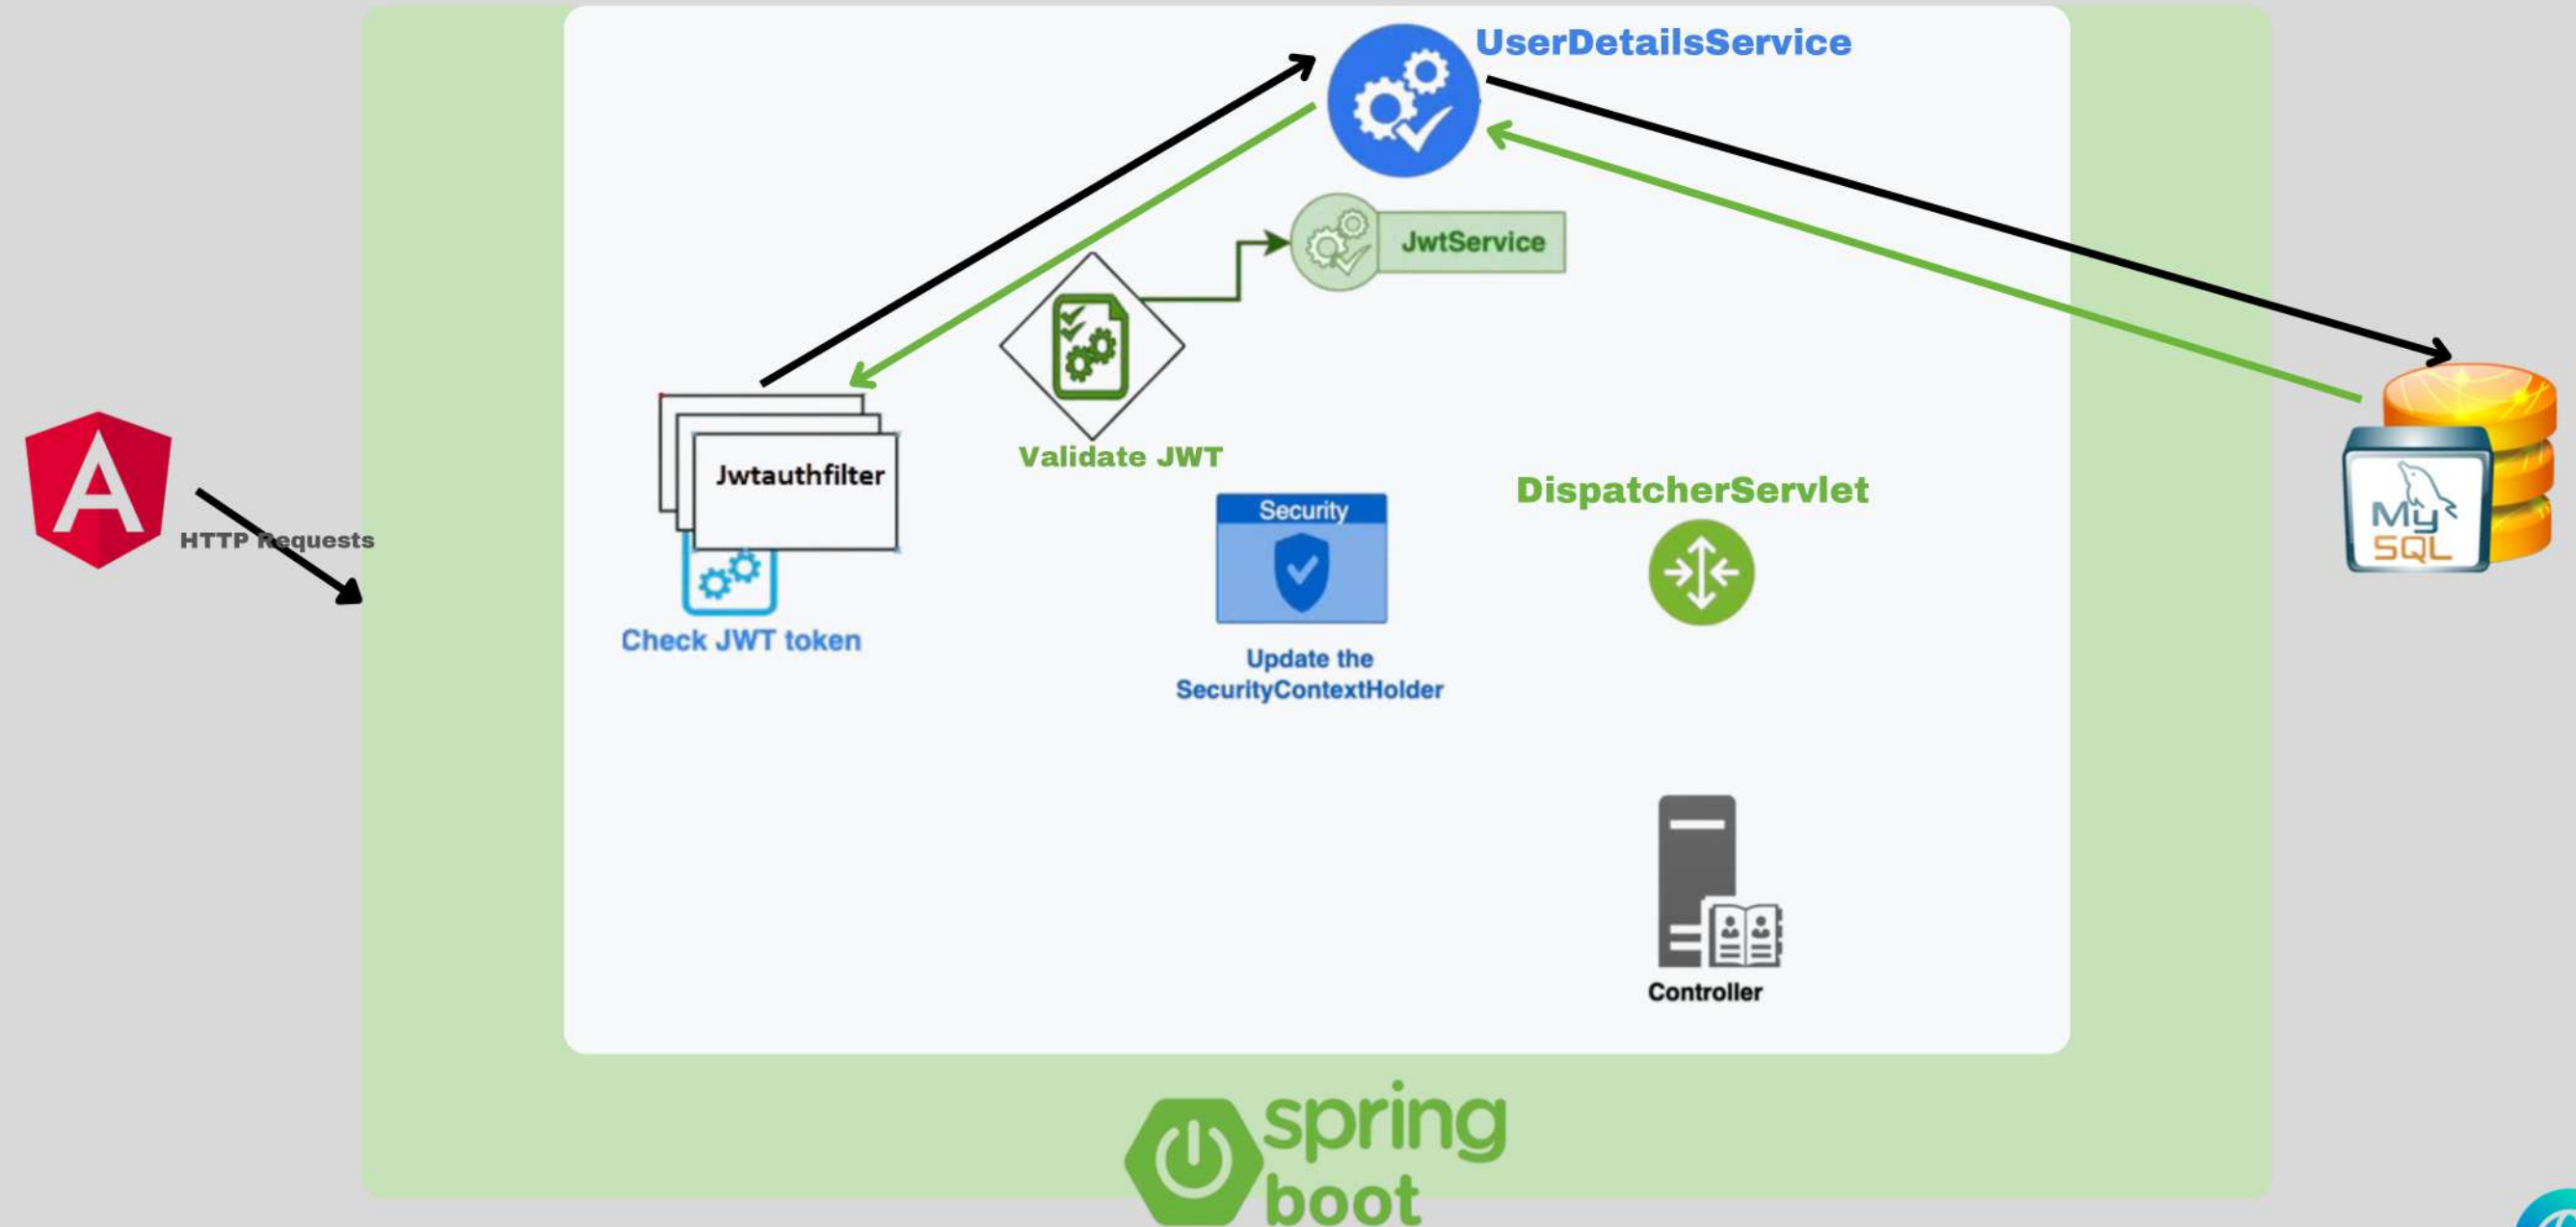 UserDetailsService
JwtService
Validate JWT
Jwtauthfilter
Check JWT token
HTTP Requests
Security
Update the
SecurityContextHolder
DispatcherServlet
My
SQL
Controller
spring
boot